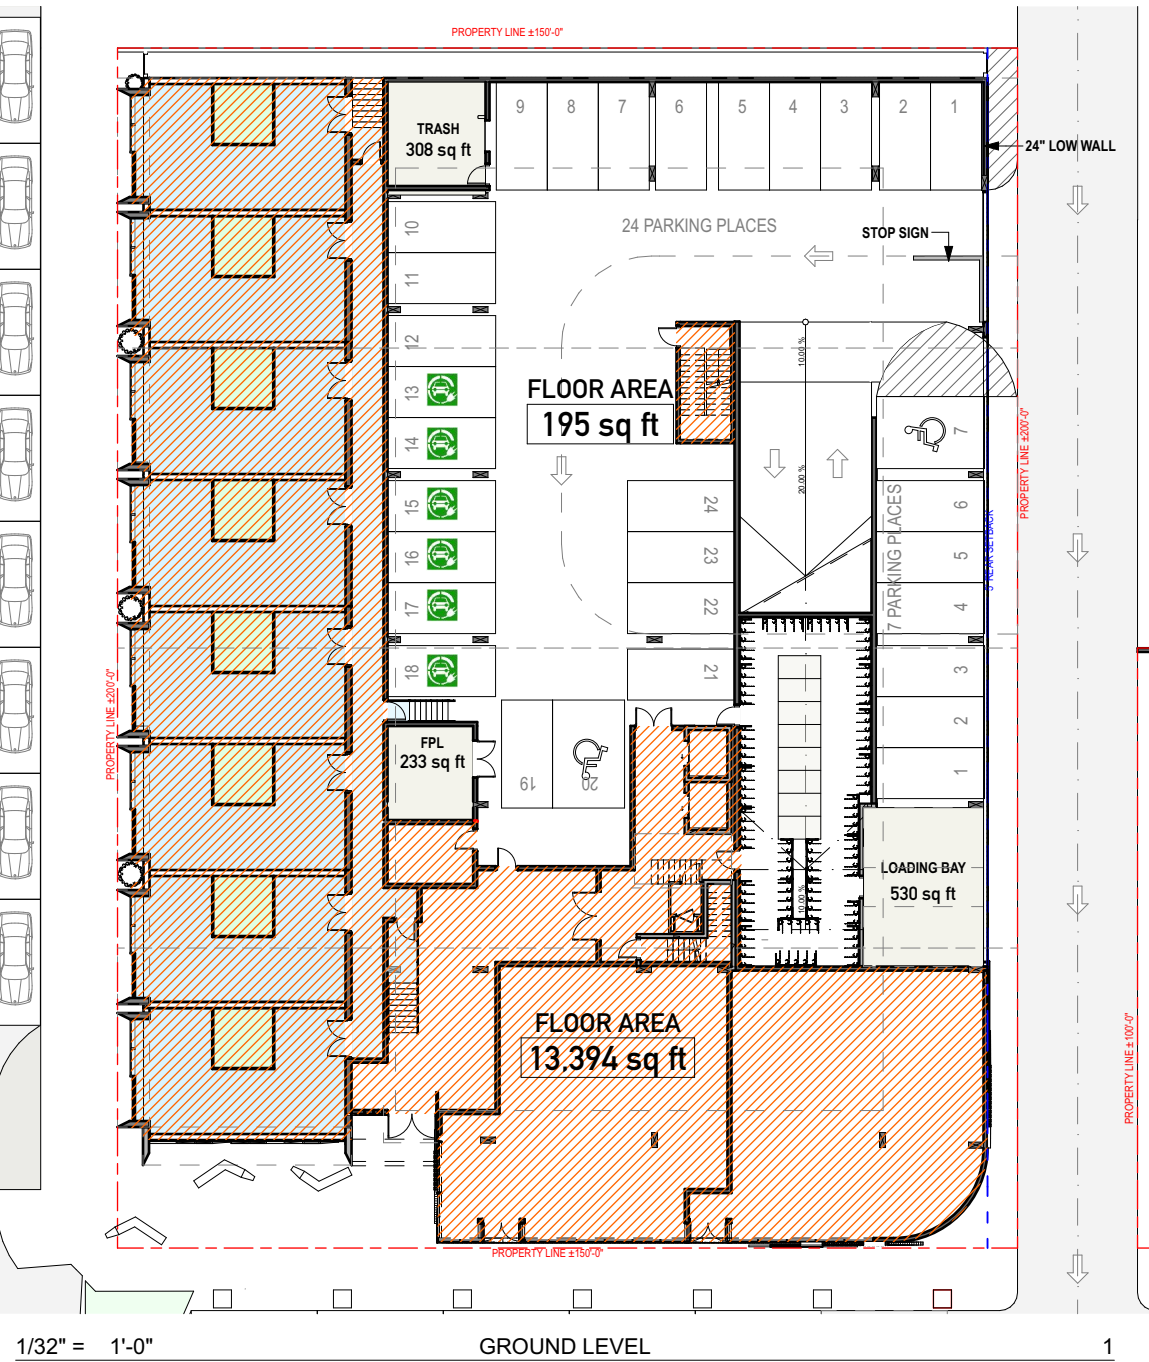 PROPERTY LINE ±150'-0"
TRASH
308 sq ft
9
8
7
6
5
4
3
2
1
24" LOW WALL
10
11
12
13
14
15
16
17
18
24 PARKING PLACES
STOP SIGN
10.00 %
20.00 %
FLOOR AREA
195 sq ft
PROPERTY LINE ±200'-0"
7
6
5
4
3
2
1
7 PARKING PLACES
5' REAR SETBACK
24
23
22
21
PROPERTY LINE ±200'-0"
FPL
233 sq ft
19
20
10.00 %
LOADING BAY
530 sq ft
FLOOR AREA
13,394 sq ft
PROPERTY LINE ±100'-0"
PROPERTY LINE ±150'-0"
1/32" = 1'-0"
GROUND LEVEL
1